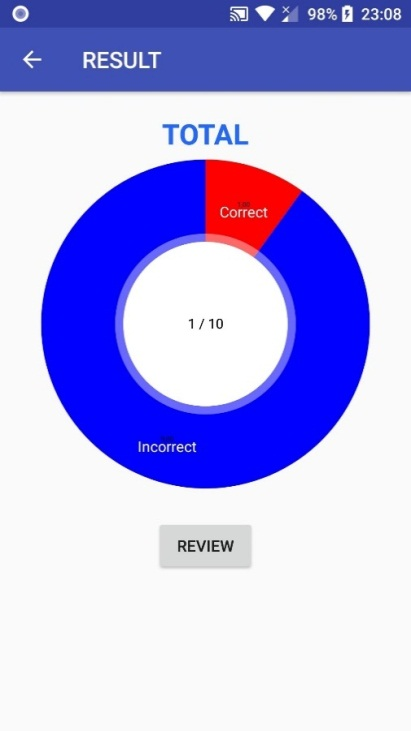 98% 23:08
RESULT
TOTAL
Correct
1 / 10
Incorrect
REVIEW